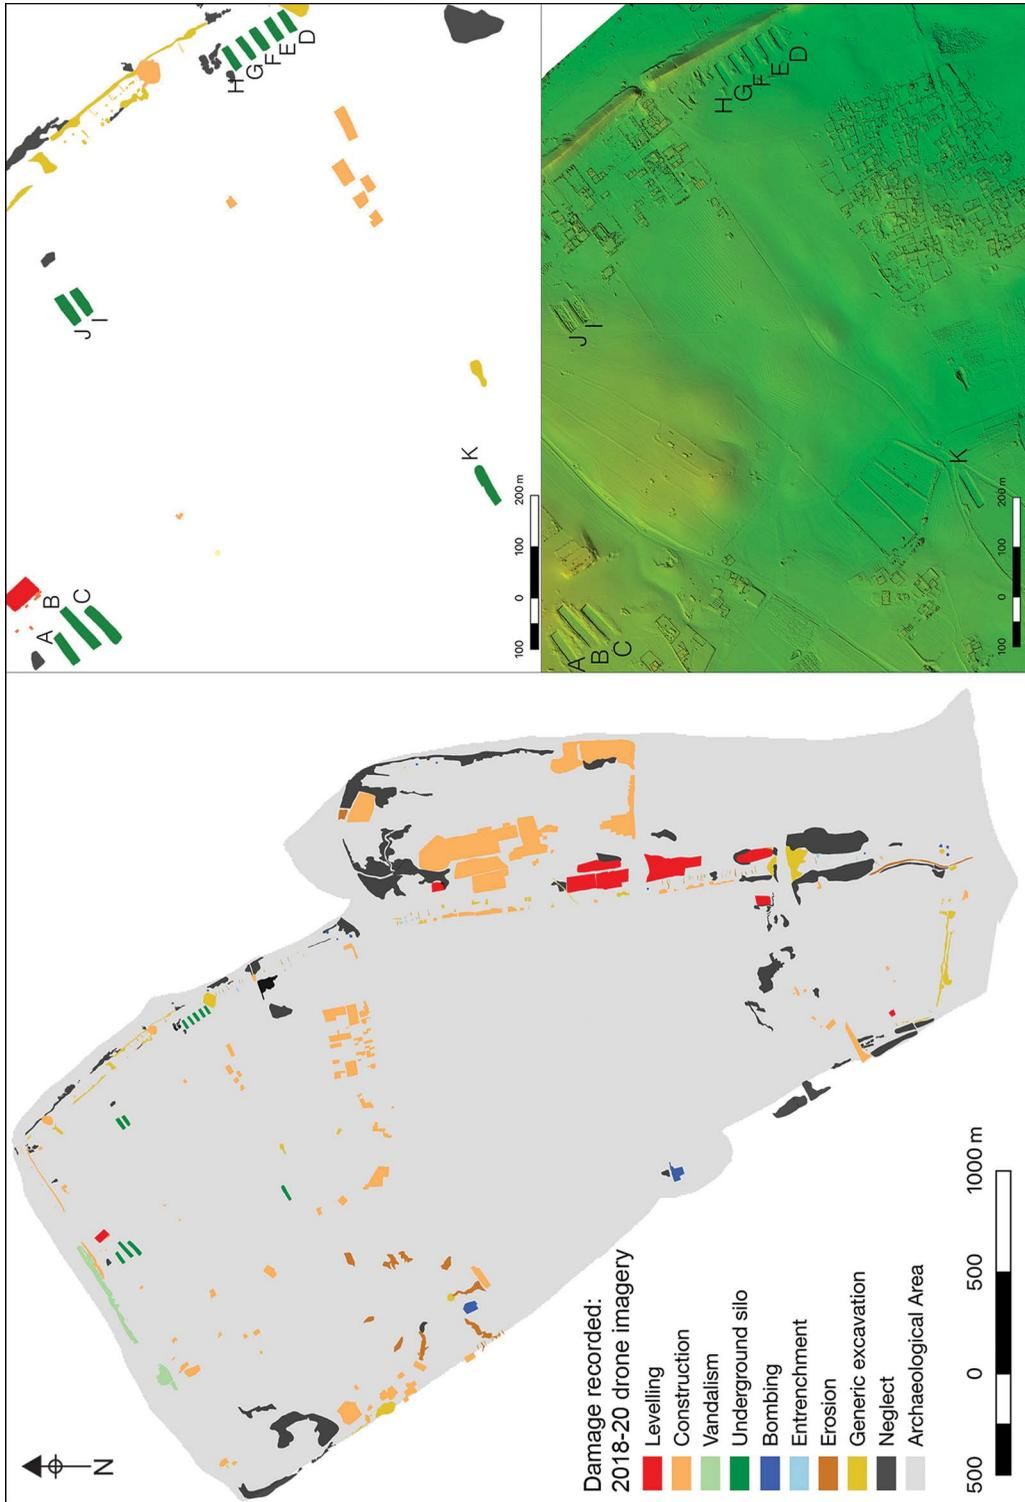 N
Damage recorded:
2018-20 drone imagery
Levelling
Construction
Vandalism
Underground silo
Bombing
Entrenchment
Erosion
Generic excavation
Neglect
Archaeological Area
500 0 500 1000 m
A
B
C
J
I
H
G
F
E
D
K
100 0 100 200 m
A
B
C
J
I
H
G
F
E
D
K
100 0 100 200 m